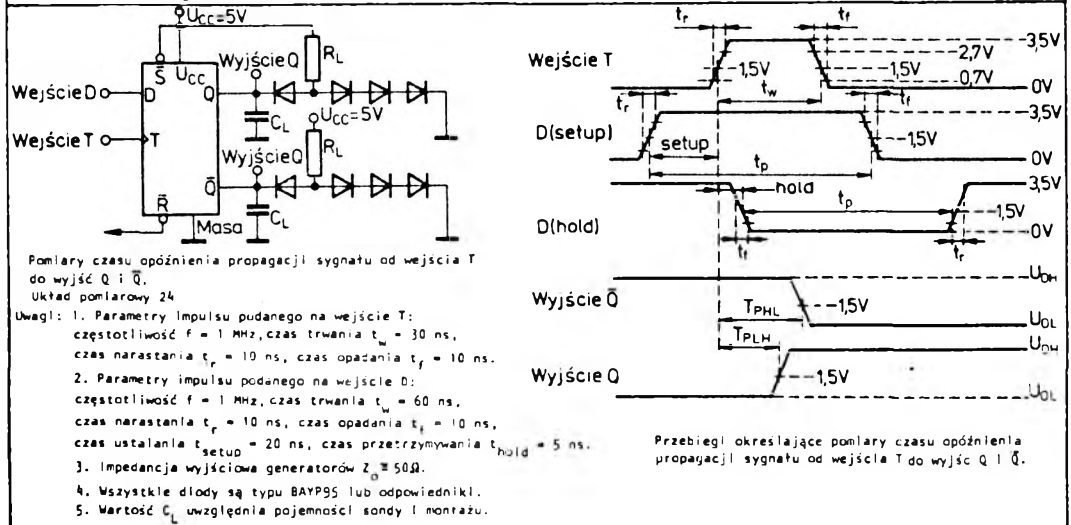 UCC=5V
Wyjście Q
RL
S̄ UCC
Wejście D
D
Q
CL
UCC=5V
Wejście T
T
Wyjście Q
RL
Q̄
R̄
CL
Masa
Pomiary czasu opóźnienia propagacji sygnału od wejścia T
do wyjść Q i Q̄.
Układ pomiarowy 24
Uwagi: 1. Parametry impulsu podanego na wejście T:
częstotliwość f = 1 MHz, czas trwania tw = 30 ns,
czas narastania tr = 10 ns, czas opadania tf = 10 ns.
2. Parametry impulsu podanego na wejście D:
częstotliwość f = 1 MHz, czas trwania tw = 60 ns,
czas narastania tr = 10 ns, czas opadania tf = 10 ns,
czas ustalania tsetup = 20 ns, czas przetrzymywania thold = 5 ns.
3. Impedancja wyjściowa generatorów Zo ≅ 50Ω.
4. Wszystkie diody są typu BAYP95 lub odpowiedniki.
5. Wartość CL uwzględnia pojemności sondy i montażu.
tr
tf
3,5V
2,7V
Wejście T
1,5V
1,5V
0,7V
tw
0V
tr
tf
3,5V
D(setup)
setup
1,5V
tp
0V
hold
3,5V
tp
1,5V
D(hold)
0V
tf
tr
UOH
Wyjście Q̄
1,5V
TPHL
UOL
TPLH
UOH
Wyjście Q
1,5V
UOL
Przebiegi określające pomiary czasu opóźnienia
propagacji sygnału od wejścia T do wyjść Q i Q̄.